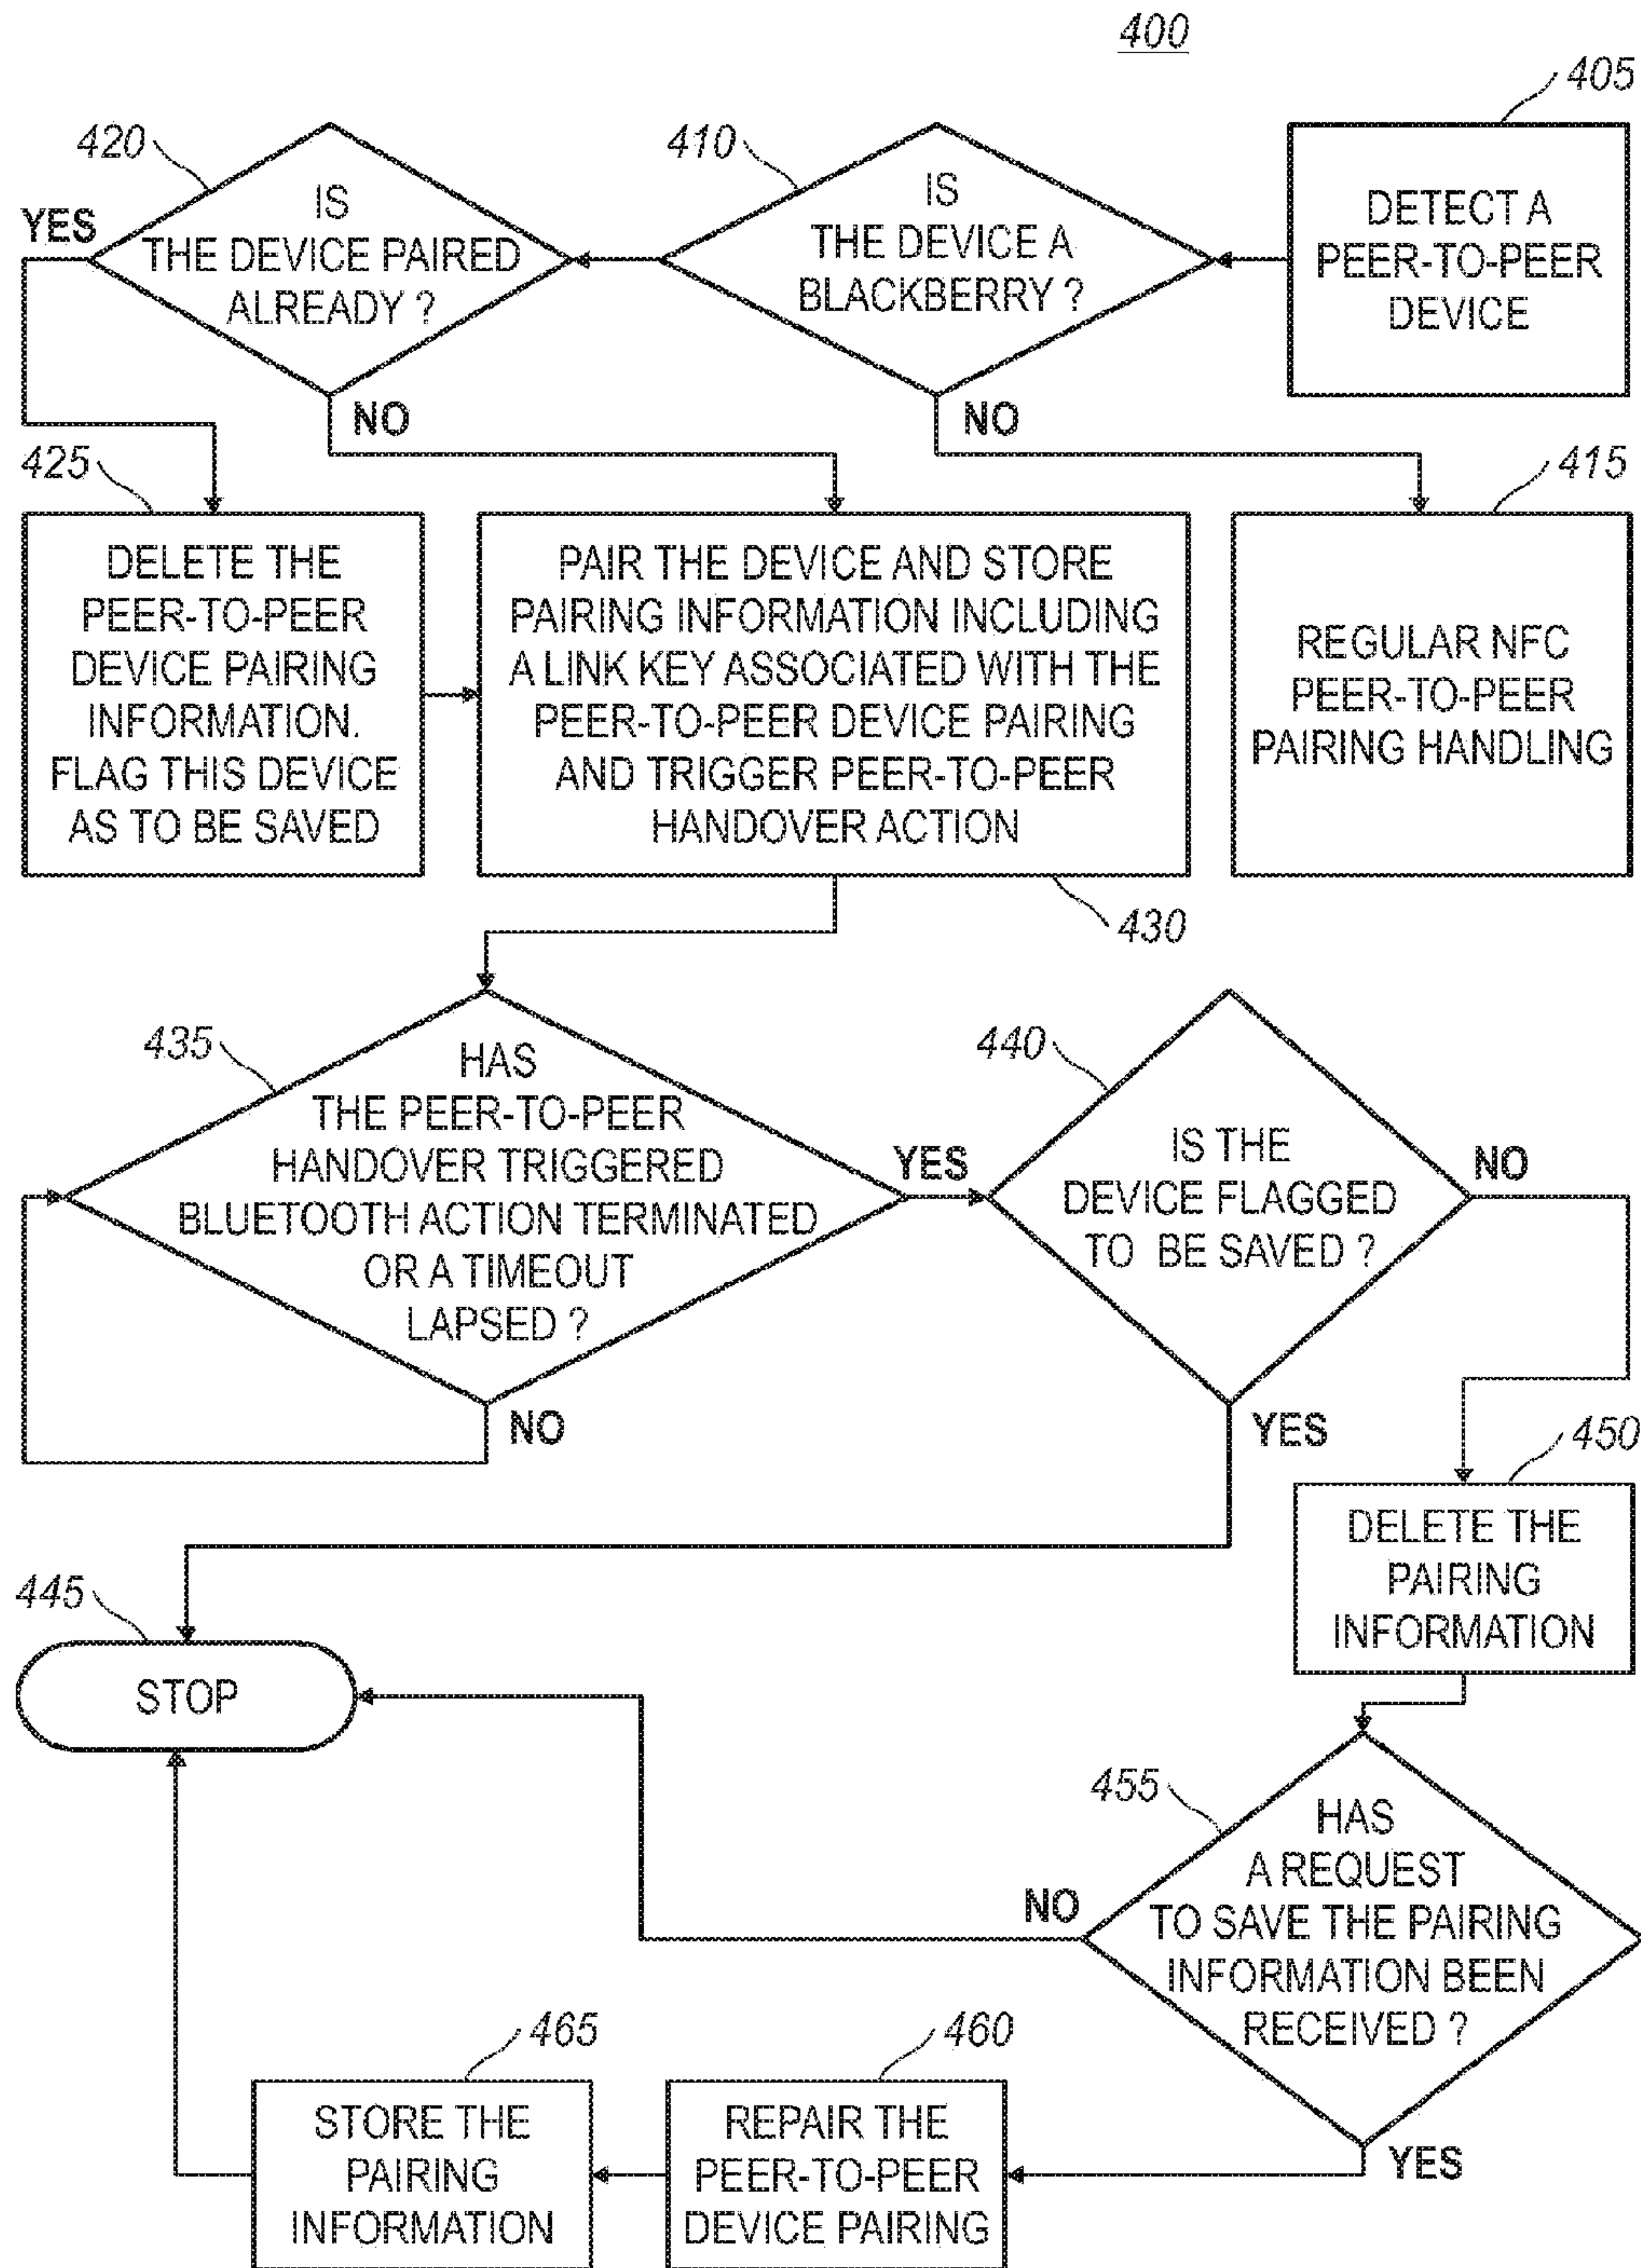 400
405
DETECT A
PEER-TO-PEER
DEVICE
410
IS
THE DEVICE A
BLACKBERRY ?
NO
415
REGULAR NFC
PEER-TO-PEER
PAIRING HANDLING
420
IS
THE DEVICE PAIRED
ALREADY ?
YES
NO
425
DELETE THE
PEER-TO-PEER
DEVICE PAIRING
INFORMATION.
FLAG THIS DEVICE
AS TO BE SAVED
PAIR THE DEVICE AND STORE
PAIRING INFORMATION INCLUDING
A LINK KEY ASSOCIATED WITH THE
PEER-TO-PEER DEVICE PAIRING
AND TRIGGER PEER-TO-PEER
HANDOVER ACTION
430
435
HAS
THE PEER-TO-PEER
HANDOVER TRIGGERED
BLUETOOTH ACTION TERMINATED
OR A TIMEOUT
LAPSED ?
YES
NO
440
IS THE
DEVICE FLAGGED
TO BE SAVED ?
NO
YES
445
STOP
450
DELETE THE
PAIRING
INFORMATION
455
HAS
A REQUEST
TO SAVE THE PAIRING
INFORMATION BEEN
RECEIVED ?
NO
YES
460
REPAIR THE
PEER-TO-PEER
DEVICE PAIRING
465
STORE THE
PAIRING
INFORMATION